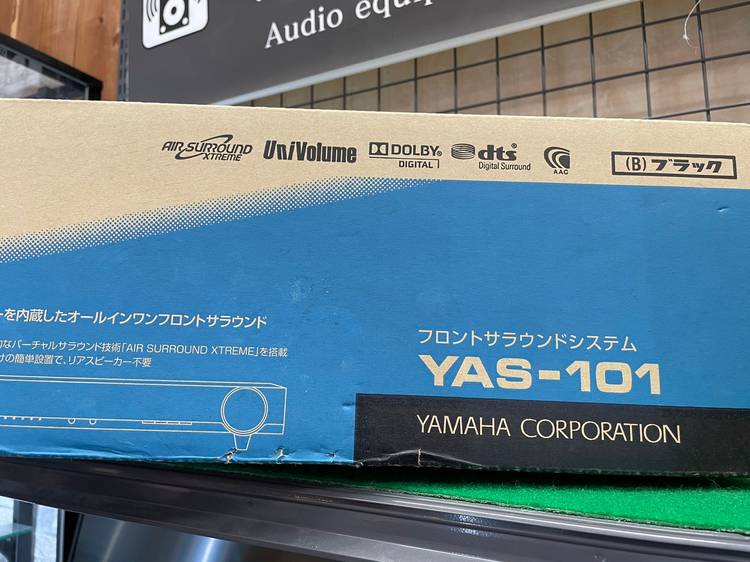 Audio equip
AIR SURROUND
XTREME
UniVolume
DOLBY
DIGITAL
dts
Digital Surround
AAC
(B) ブラック
を内蔵したオールインワンフロントサラウンド
なバーチャルサラウンド技術「AIR SURROUND XTREME」を搭載
の簡単設置で、リアスピーカー不要
フロントサラウンドシステム
YAS-101
YAMAHA CORPORATION